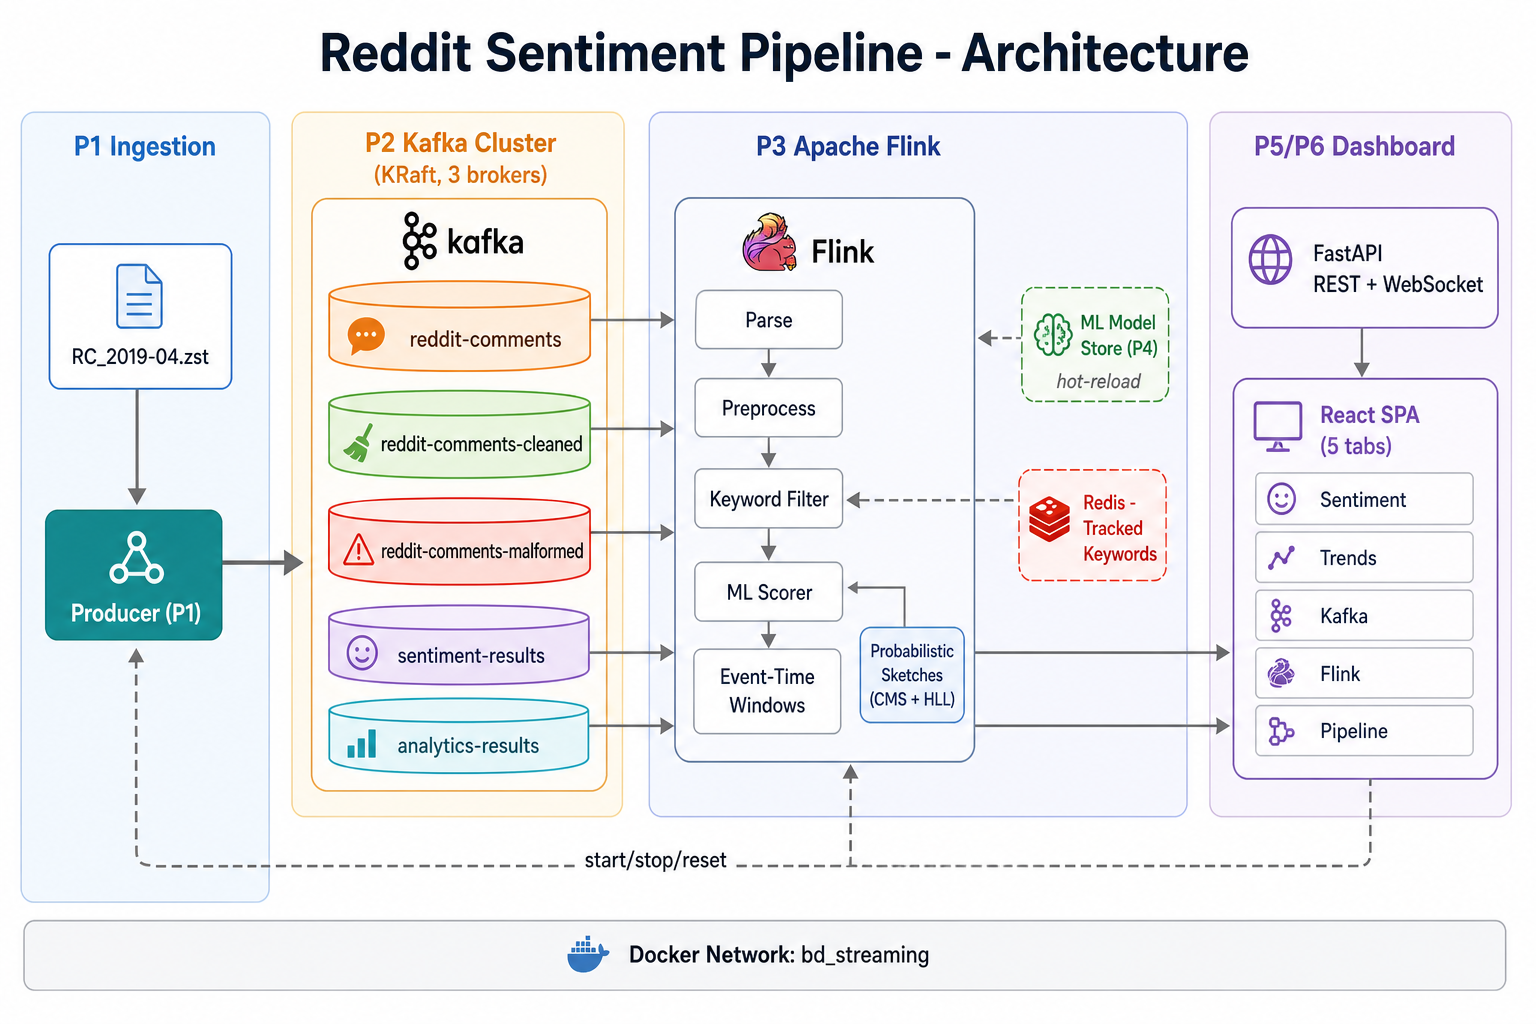 Reddit Sentiment Pipeline - Architecture
P1 Ingestion
RC_2019-04.zst
Producer (P1)
P2 Kafka Cluster
(KRaft, 3 brokers)
kafka
reddit-comments
reddit-comments-cleaned
reddit-comments-malformed
sentiment-results
analytics-results
P3 Apache Flink
Flink
Parse
Preprocess
Keyword Filter
ML Scorer
Event-Time
Windows
Probabilistic
Sketches
(CMS + HLL)
ML Model
Store (P4)
hot-reload
Redis -
Tracked
Keywords
P5/P6 Dashboard
FastAPI
REST + WebSocket
React SPA
(5 tabs)
Sentiment
Trends
Kafka
Flink
Pipeline
start/stop/reset
Docker Network: bd_streaming